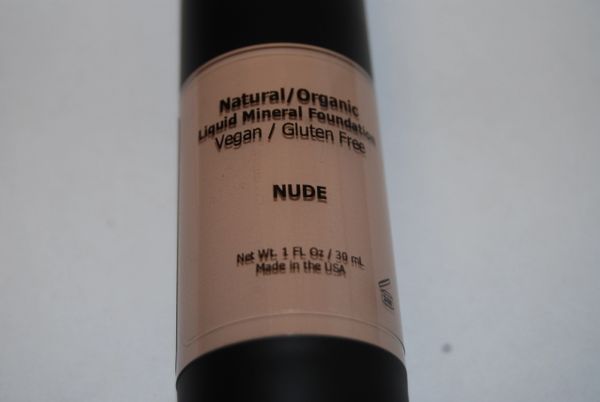 Natural/Organic
Liquid Mineral Foundation
Vegan / Gluten Free
NUDE
Net Wt. 1 FL Oz / 30 mL
Made in the USA